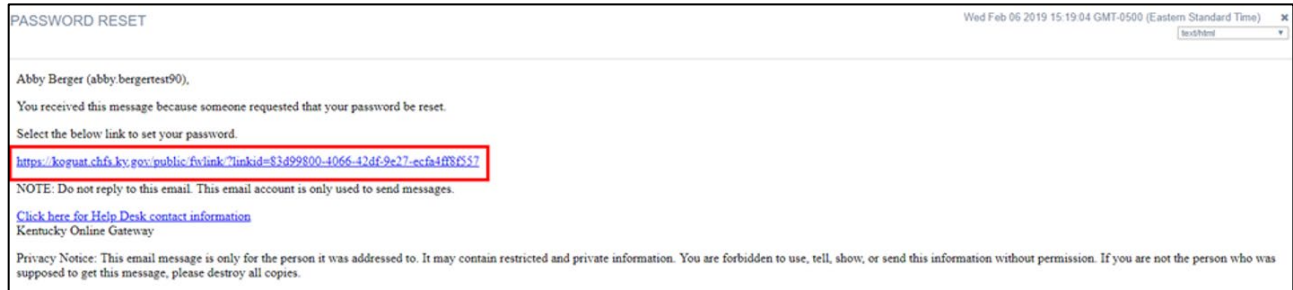 PASSWORD RESET
Wed Feb 06 2019 15:19:04 GMT-0500 (Eastern Standard Time)
text/html
Abby Berger (abby.bergertest90),
You received this message because someone requested that your password be reset.
Select the below link to set your password.
https://koguat.chfs.ky.gov/public/fwlink/?linkid=83d99800-4066-42df-9e27-ecfa4ff8f557
NOTE: Do not reply to this email. This email account is only used to send messages.
Click here for Help Desk contact information
Kentucky Online Gateway
Privacy Notice: This email message is only for the person it was addressed to. It may contain restricted and private information. You are forbidden to use, tell, show, or send this information without permission. If you are not the person who was
supposed to get this message, please destroy all copies.